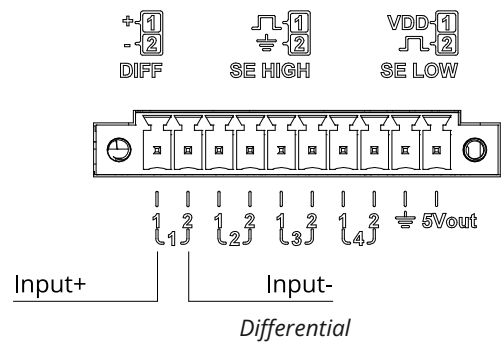 + 1 1 VDD 1
- 2 2 2
DIFF SE HIGH SE LOW
1 2 1 2 1 2 1 2 5Vout
1 2 3 4
Input+ Input-
Differential